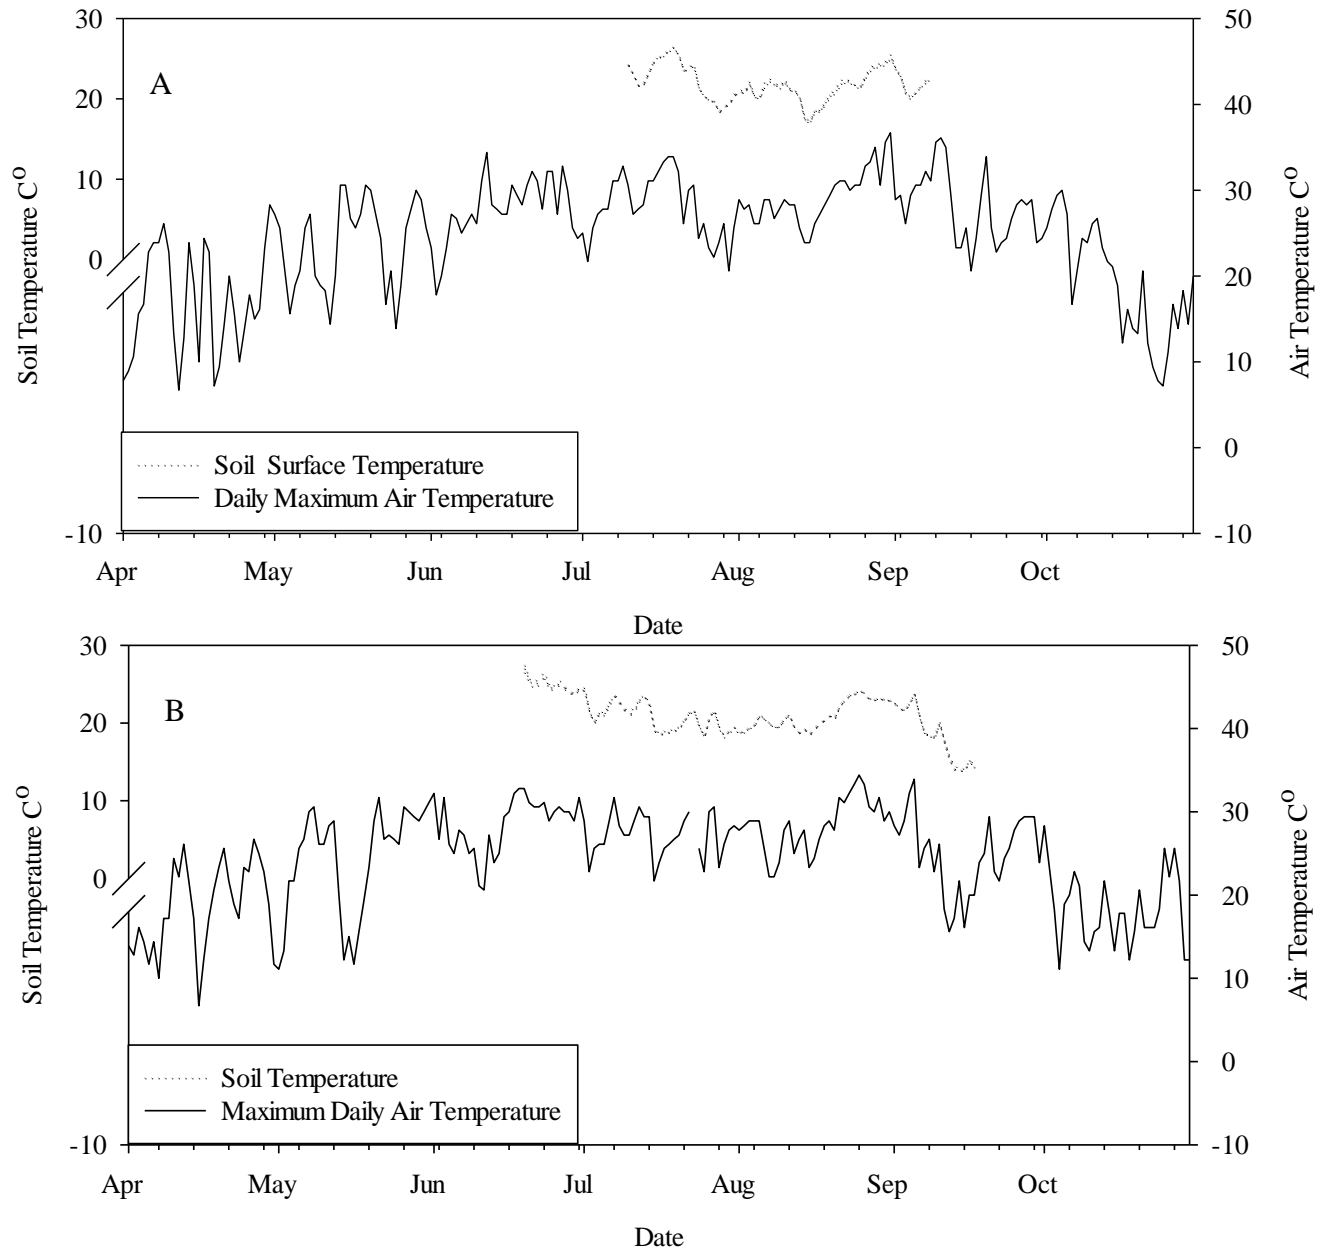 30
50
A
20
40
10
30
0
20
10
0
-10
-10
Soil Temperature C^O
Air Temperature C^O
Soil  Surface Temperature
Daily Maximum Air Temperature
Apr May Jun Jul Aug Sep Oct
Date
30
50
B
20
40
10
30
0
20
10
0
-10
-10
Soil Temperature C^O
Air Temperature C^O
Soil Temperature
Maximum Daily Air Temperature
Apr May Jun Jul Aug Sep Oct
Date